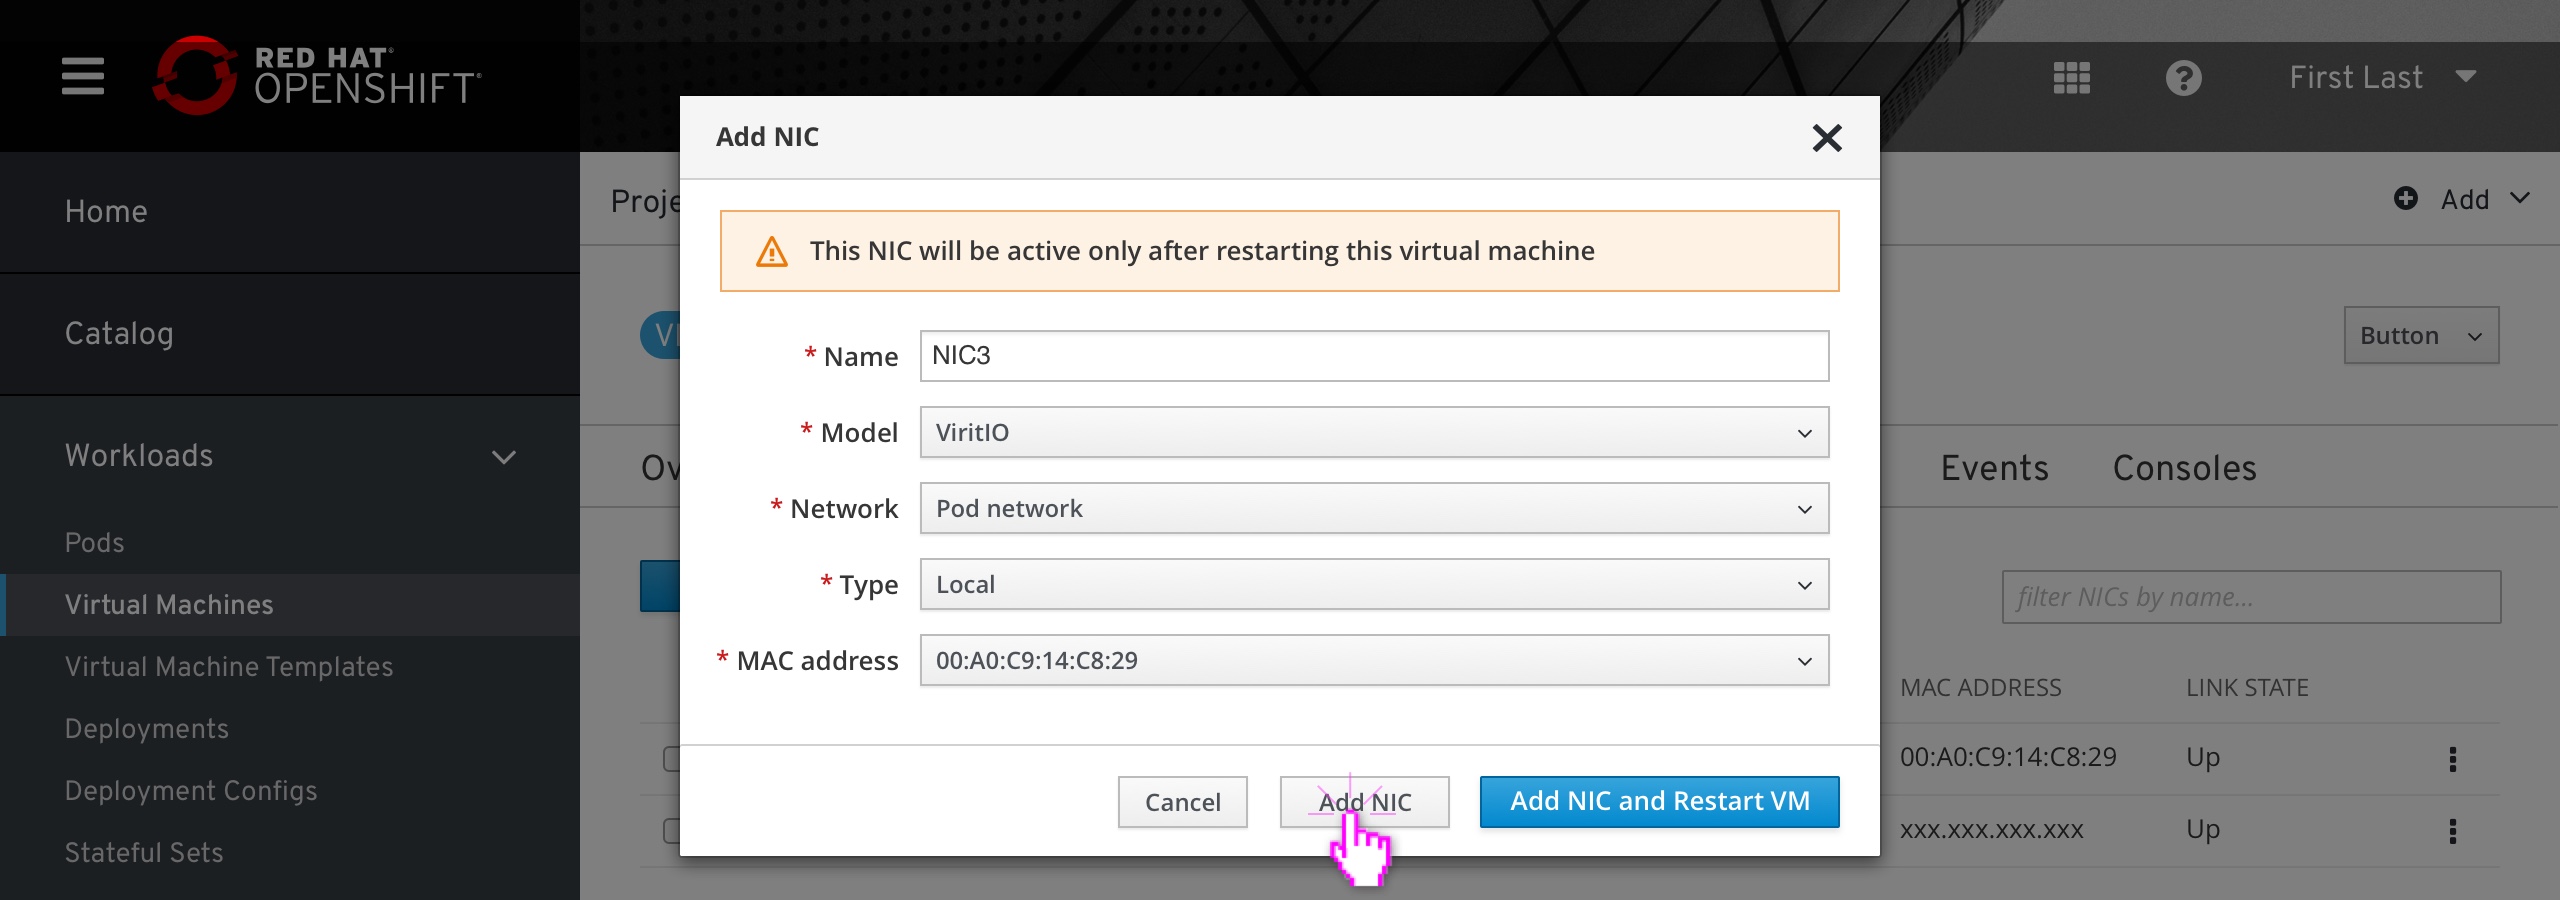 RED HAT®
OPENSHIFT®
First Last
Add NIC
Home
Add
This NIC will be active only after restarting this virtual machine
Catalog
* Name
NIC3
Button
* Model
ViritIO
Workloads
Events
Consoles
* Network
Pod network
Pods
* Type
Local
filter NICs by name...
Virtual Machines
* MAC address
00:A0:C9:14:C8:29
Virtual Machine Templates
MAC ADDRESS
LINK STATE
Deployments
00:A0:C9:14:C8:29
Up
Deployment Configs
Cancel
Add NIC
Add NIC and Restart VM
xxx.xxx.xxx.xxx
Up
Stateful Sets